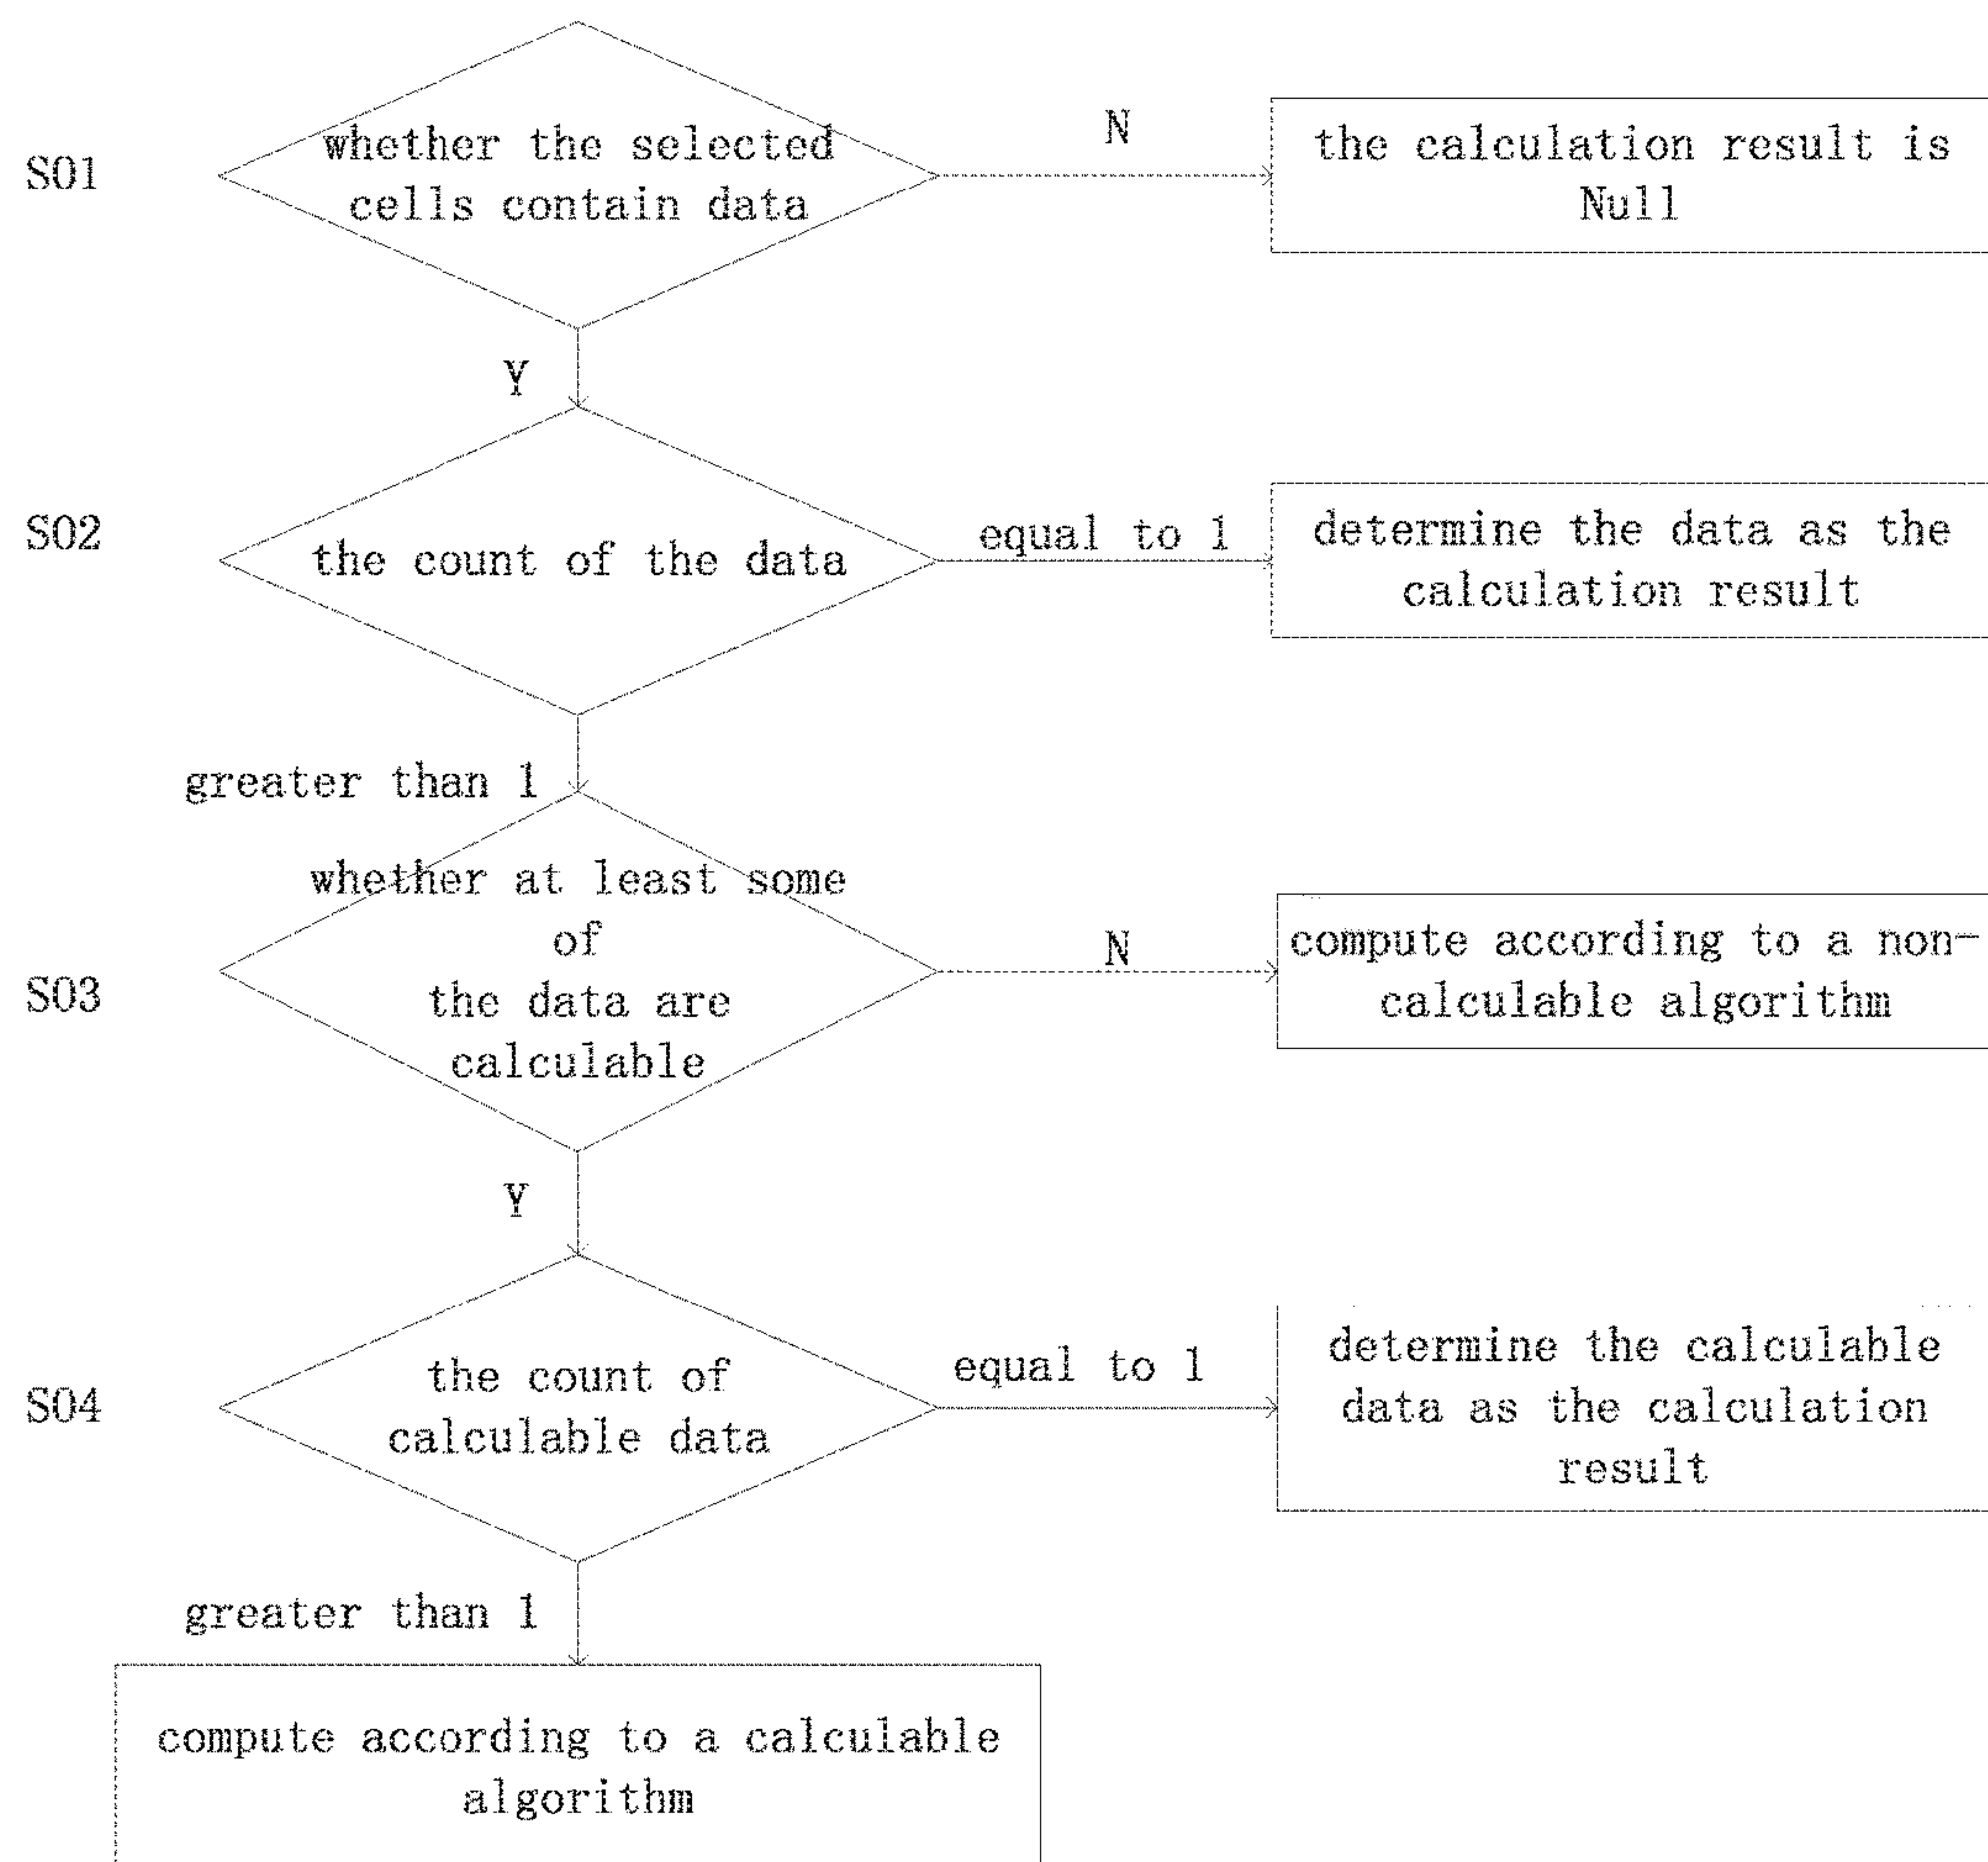 S01
whether the selected
cells contain data
N
the calculation result is
Null
Y
S02
the count of the data
equal to 1
determine the data as the
calculation result
greater than 1
S03
whether at least some
of
the data are
calculable
N
compute according to a non-
calculable algorithm
Y
S04
the count of
calculable data
equal to 1
determine the calculable
data as the calculation
result
greater than 1
compute according to a calculable
algorithm